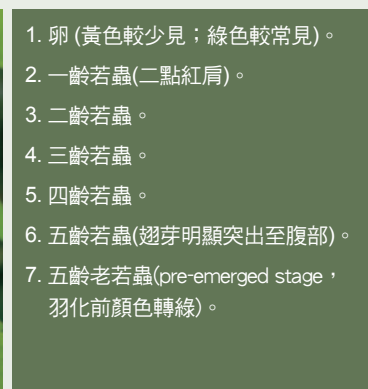 1. 卵 (黃色較少見；綠色較常見)。
2. 一齡若蟲(二點紅肩)。
3. 二齡若蟲。
4. 三齡若蟲。
5. 四齡若蟲。
6. 五齡若蟲(翅芽明顯突出至腹部)。
7. 五齡老若蟲(pre-emerged stage，
羽化前顏色轉綠)。